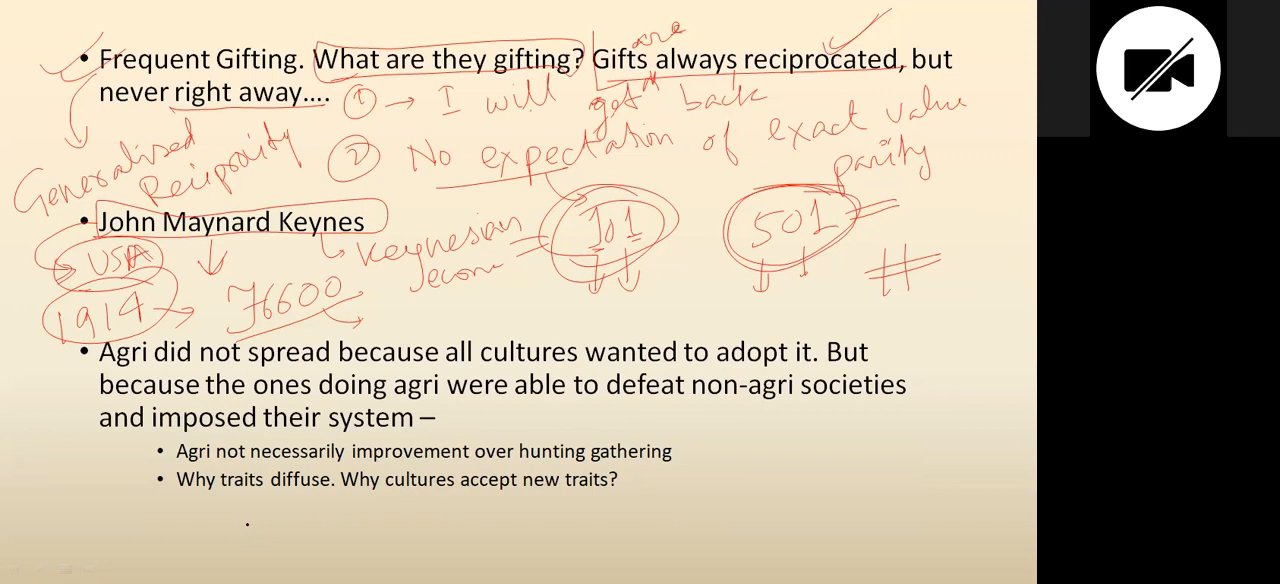 are
• Frequent Gifting. What are they gifting? Gifts always reciprocated, but
never right away....
① → I will get back
Generalised
Reciprocity
② No expectation of exact value
parity
• John Maynard Keynes
Keynesian
101
501
USA
1914
• Agri did not spread because all cultures wanted to adopt it. But
because the ones doing agri were able to defeat non-agri societies
and imposed their system –
• Agri not necessarily improvement over hunting gathering
• Why traits diffuse. Why cultures accept new traits?